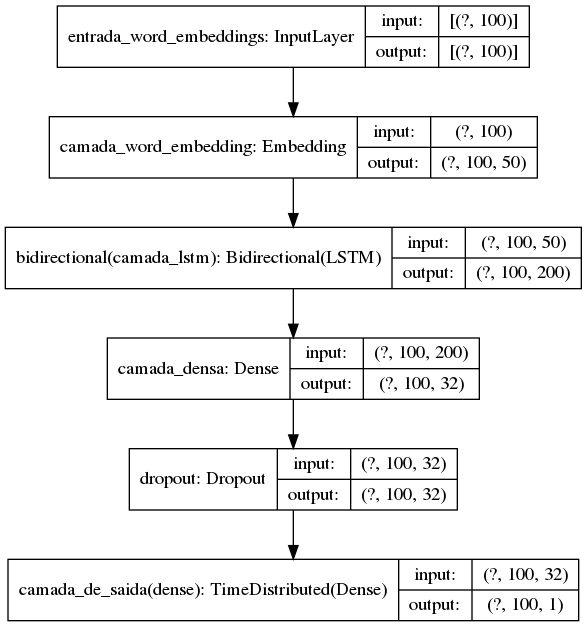 entrada_word_embeddings: InputLayer
input: [(?, 100)]
output: [(?, 100)]
camada_word_embedding: Embedding
input: (?, 100)
output: (?, 100, 50)
bidirectional(camada_lstm): Bidirectional(LSTM)
input: (?, 100, 50)
output: (?, 100, 200)
camada_densa: Dense
input: (?, 100, 200)
output: (?, 100, 32)
dropout: Dropout
input: (?, 100, 32)
output: (?, 100, 32)
camada_de_saida(dense): TimeDistributed(Dense)
input: (?, 100, 32)
output: (?, 100, 1)